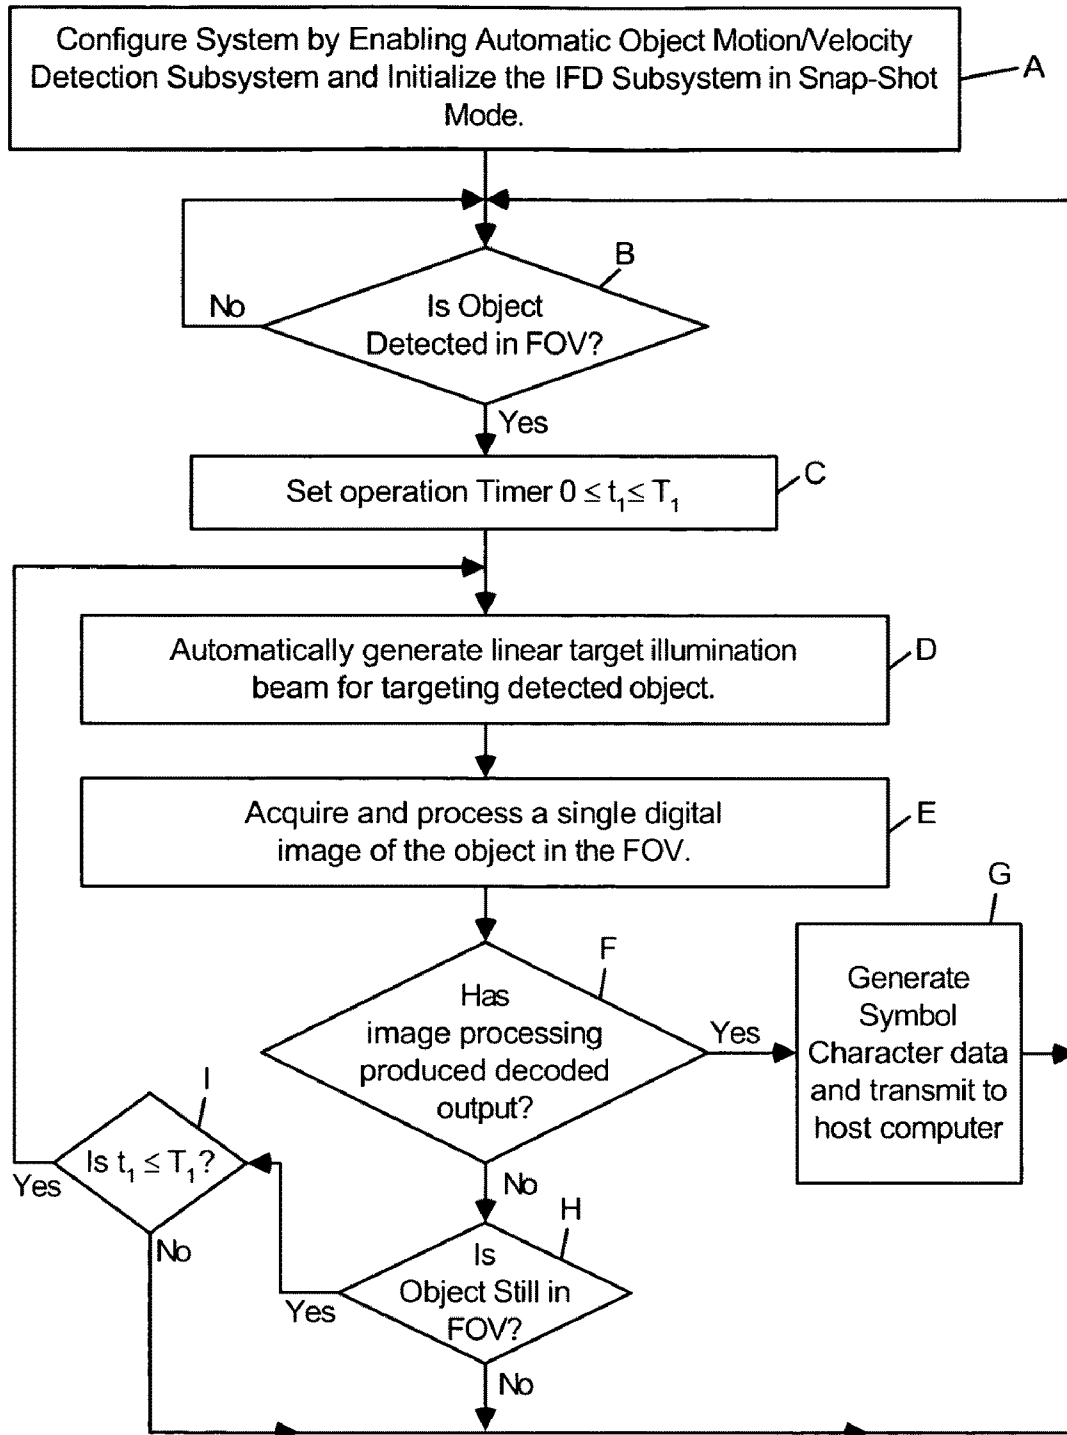 Configure System by Enabling Automatic Object Motion/Velocity
Detection Subsystem and Initialize the IFD Subsystem in Snap-Shot
Mode.
A
B
Is Object
Detected in FOV?
No
Yes
Set operation Timer 0 ≤ t₁ ≤ T₁
C
Automatically generate linear target illumination
beam for targeting detected object.
D
Acquire and process a single digital
image of the object in the FOV.
E
F
Has
image processing
produced decoded
output?
Yes
No
G
Generate
Symbol
Character data
and transmit to
host computer
H
Is
Object Still in
FOV?
Yes
No
I
Is t₁ ≤ T₁?
Yes
No